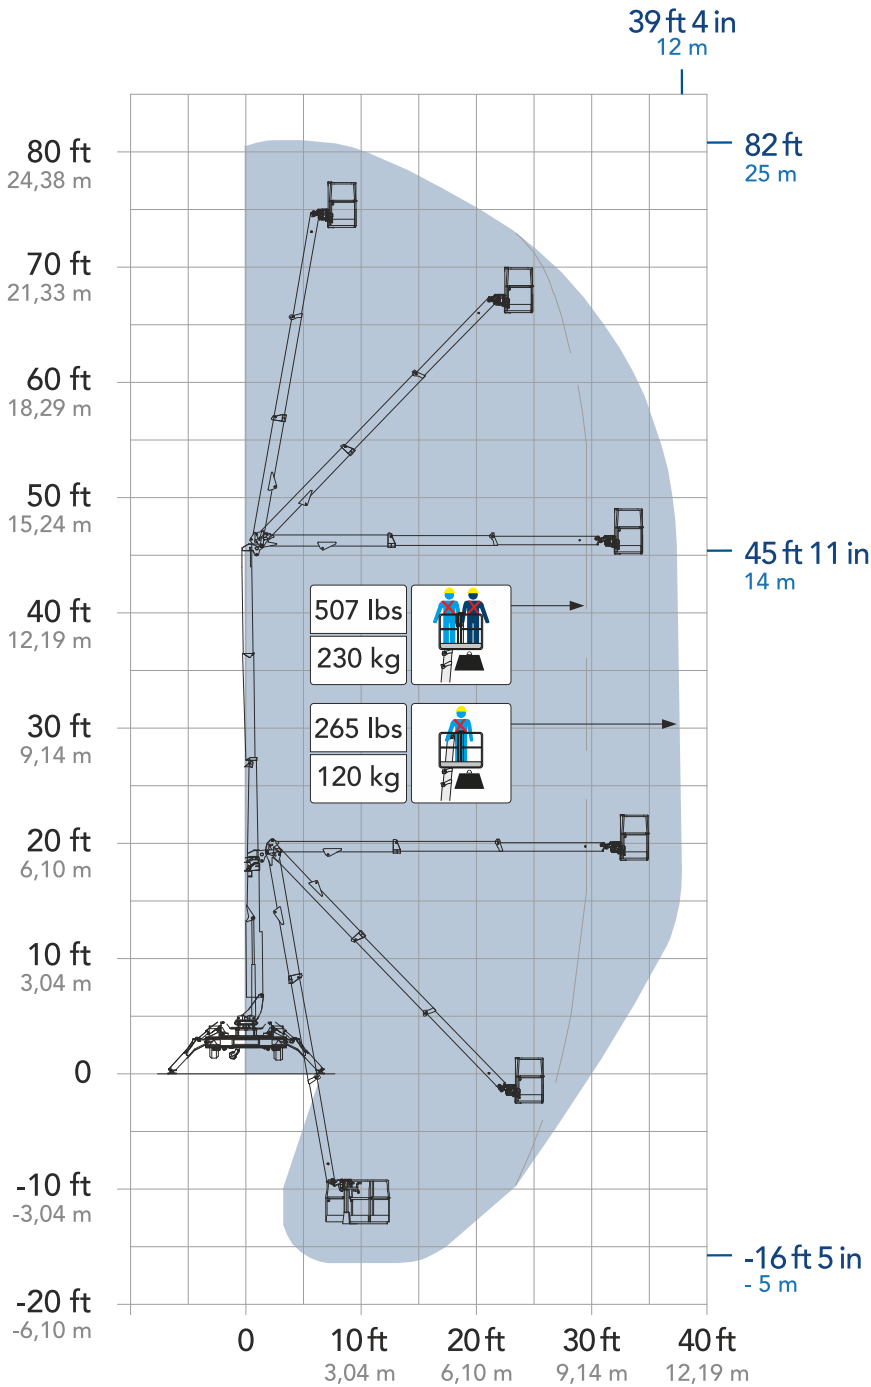 39 ft 4 in
12 m
80 ft
24,38 m
82 ft
25 m
70 ft
21,33 m
60 ft
18,29 m
50 ft
15,24 m
45 ft 11 in
14 m
40 ft
12,19 m
507 lbs
230 kg
30 ft
9,14 m
265 lbs
120 kg
20 ft
6,10 m
10 ft
3,04 m
0
-10 ft
-3,04 m
-16 ft 5 in
- 5 m
-20 ft
-6,10 m
0
10 ft
20 ft
30 ft
40 ft
3,04 m
6,10 m
9,14 m
12,19 m